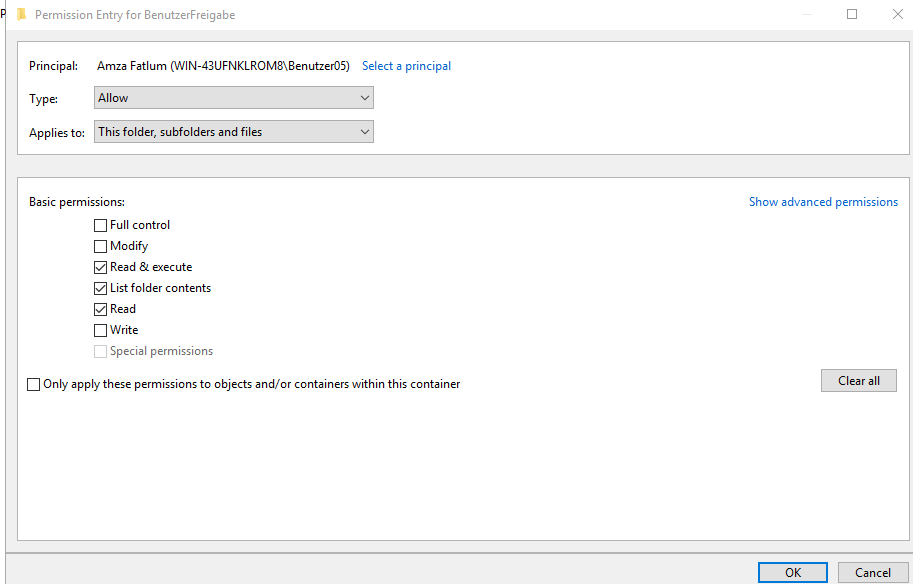 P
Permission Entry for BenutzerFreigabe
Principal: Amza Fatlum (WIN-43UFNKLROM8\Benutzer05) Select a principal
Type: Allow
Applies to: This folder, subfolders and files
Basic permissions: Show advanced permissions
Full control
Modify
Read & execute
List folder contents
Read
Write
Special permissions
Only apply these permissions to objects and/or containers within this container
Clear all
OK Cancel